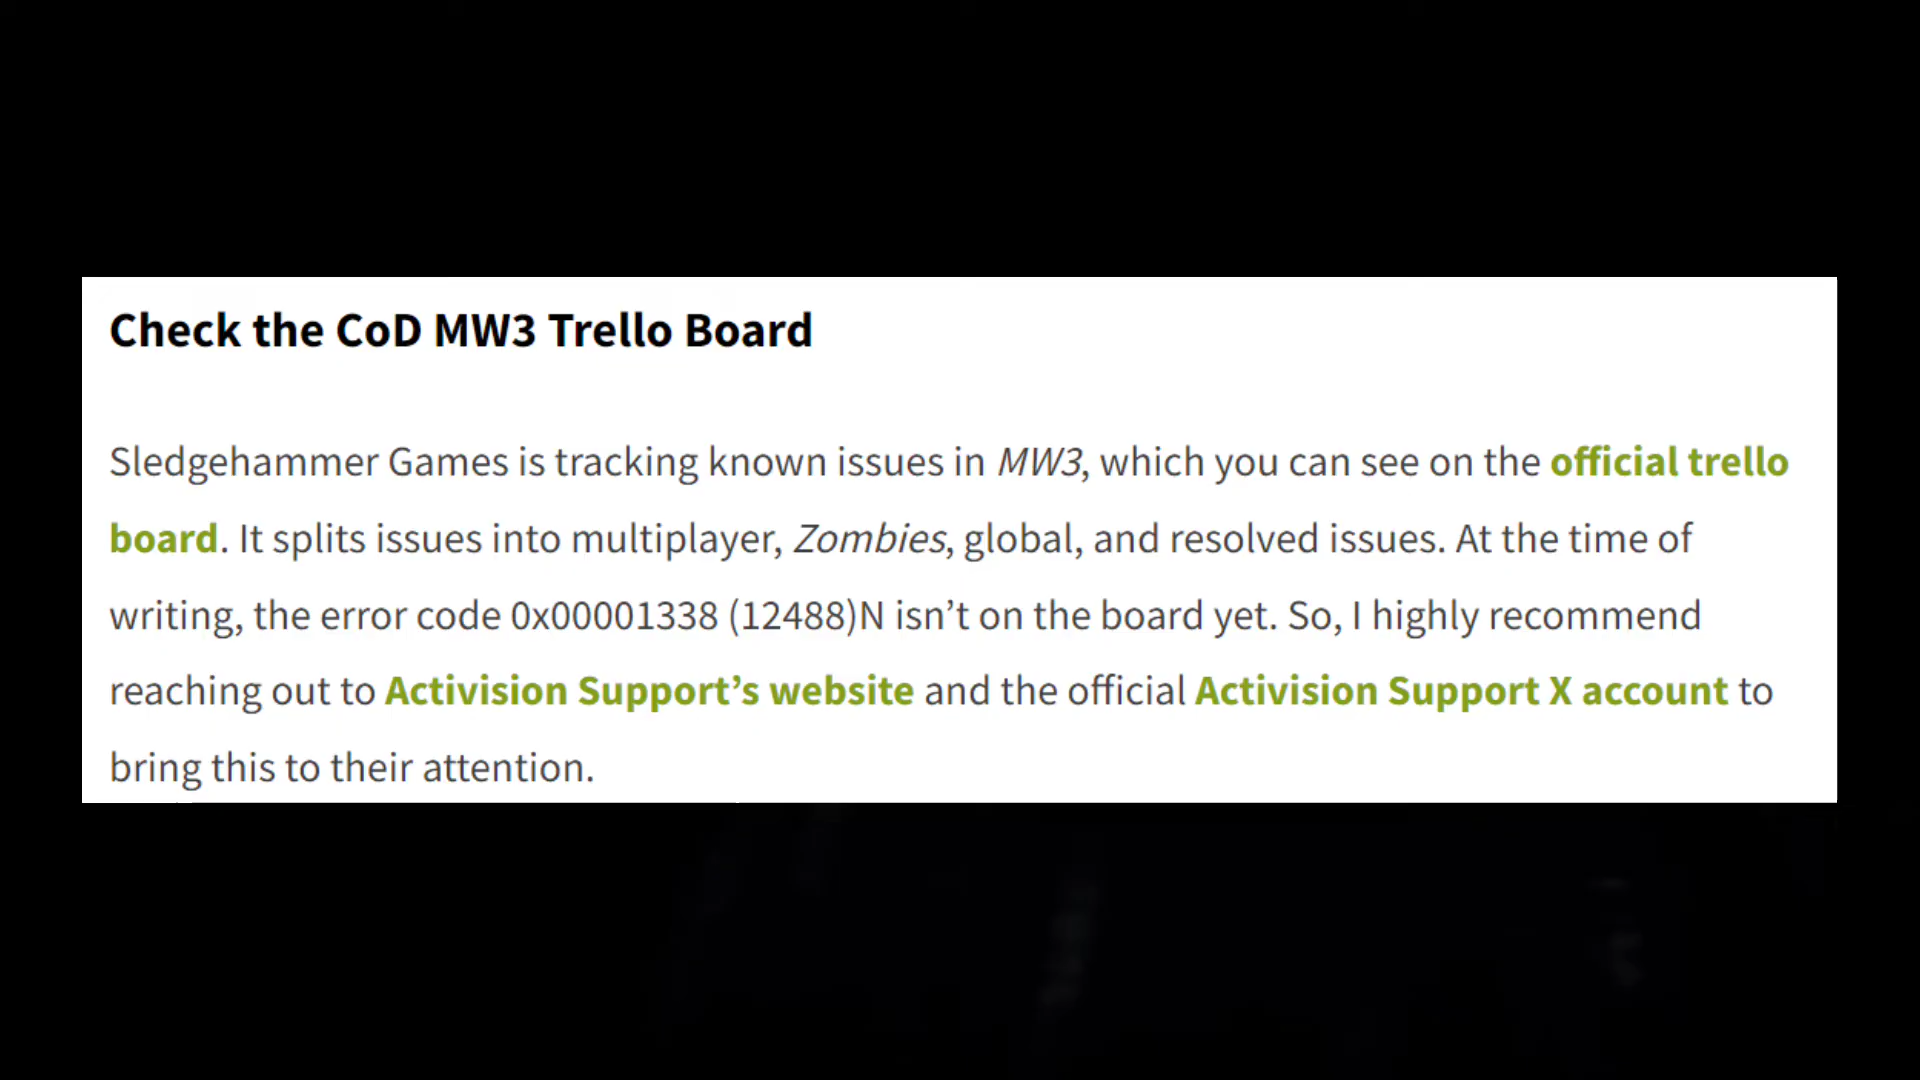 Check the CoD MW3 Trello Board
Sledgehammer Games is tracking known issues in MW3, which you can see on the official trello
board. It splits issues into multiplayer, Zombies, global, and resolved issues. At the time of
writing, the error code 0x00001338 (12488)N isn’t on the board yet. So, I highly recommend
reaching out to Activision Support’s website and the official Activision Support X account to
bring this to their attention.